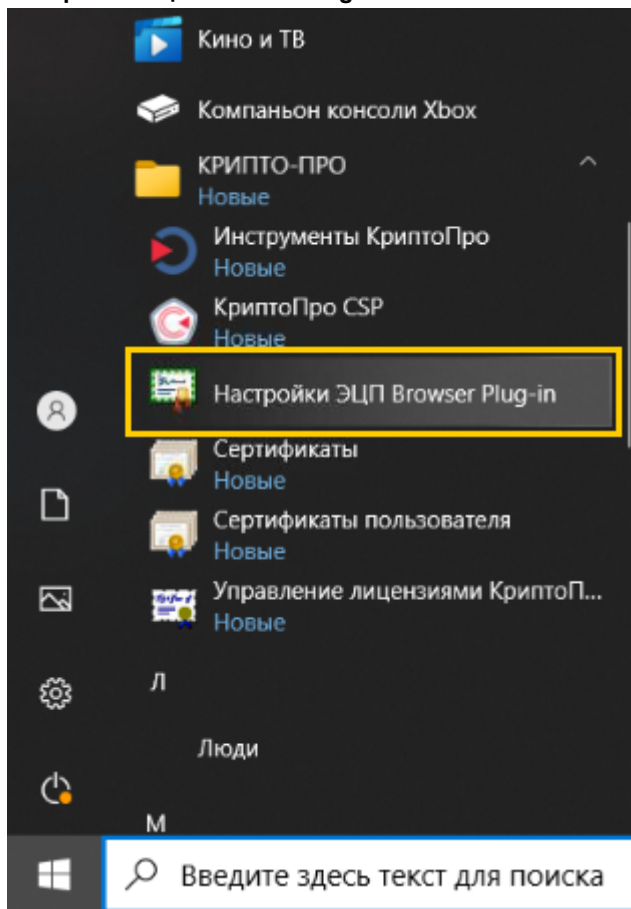 Кино и ТВ
Компаньон консоли Xbox
КРИПТО-ПРО
Новые
Инструменты КриптоПро
Новые
КриптоПро CSP
Новые
Настройки ЭЦП Browser Plug-in
Сертификаты
Новые
Сертификаты пользователя
Новые
Управление лицензиями КриптоП...
Новые
Л
Люди
М
Введите здесь текст для поиска